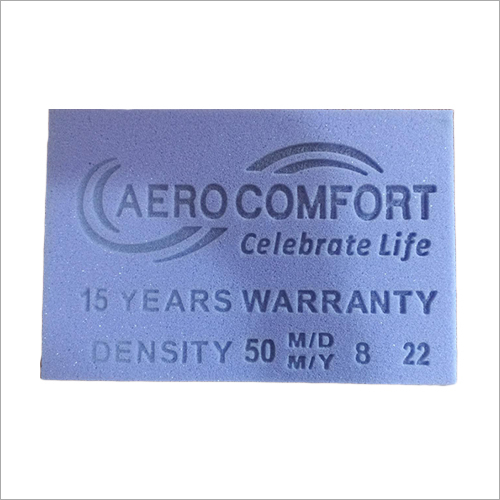 AERO COMFORT
Celebrate Life
15 YEARS WARRANTY
DENSITY 50 M/D M/Y 8 22